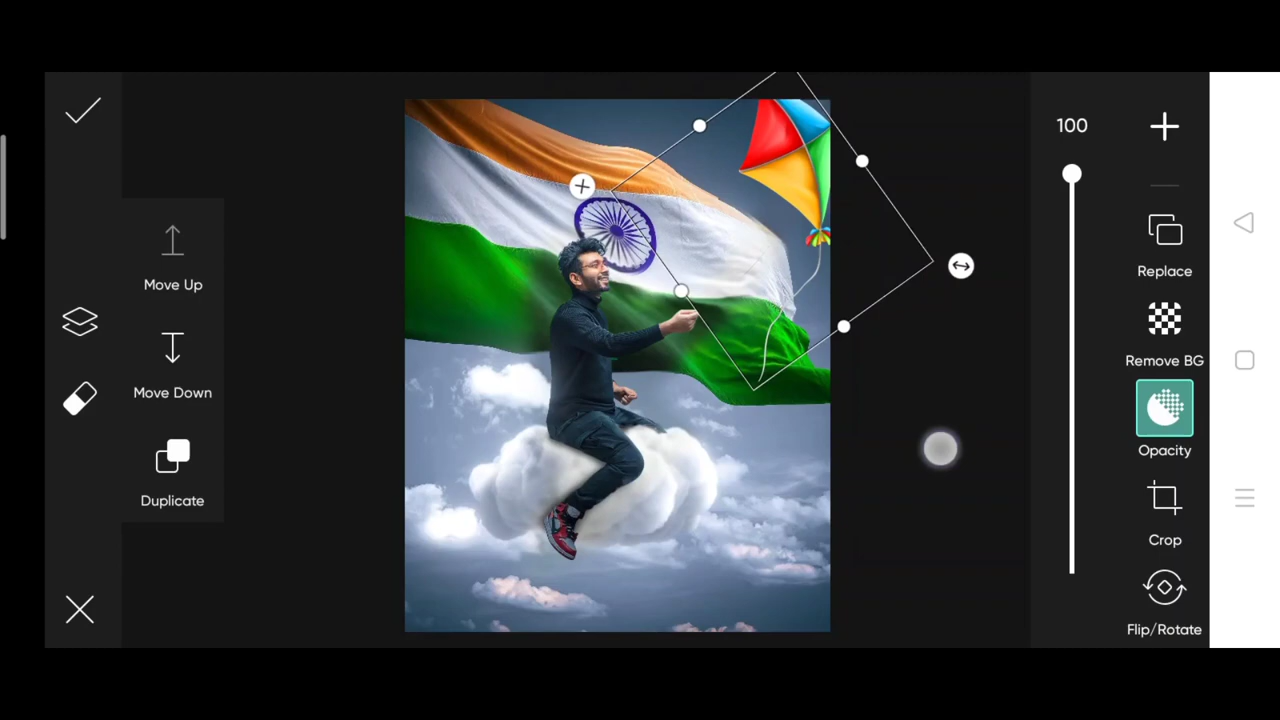 100
Move Up
Replace
Move Down
Remove BG
Opacity
Duplicate
Crop
Flip/Rotate